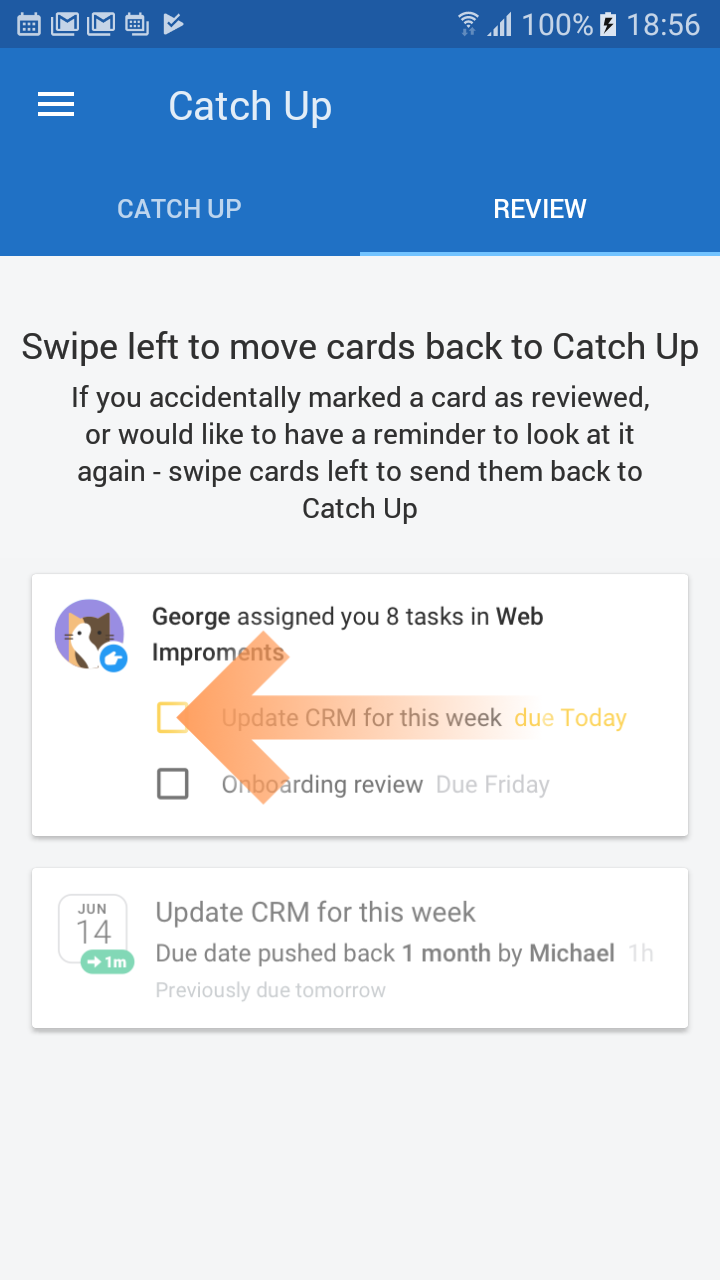 100% 18:56
Catch Up
CATCH UP REVIEW
Swipe left to move cards back to Catch Up
If you accidentally marked a card as reviewed,
or would like to have a reminder to look at it
again - swipe cards left to send them back to
Catch Up
George assigned you 8 tasks in Web
Improments
Update CRM for this week due Today
Onboarding review Due Friday
JUN
14
1m
Update CRM for this week
Due date pushed back 1 month by Michael 1h
Previously due tomorrow